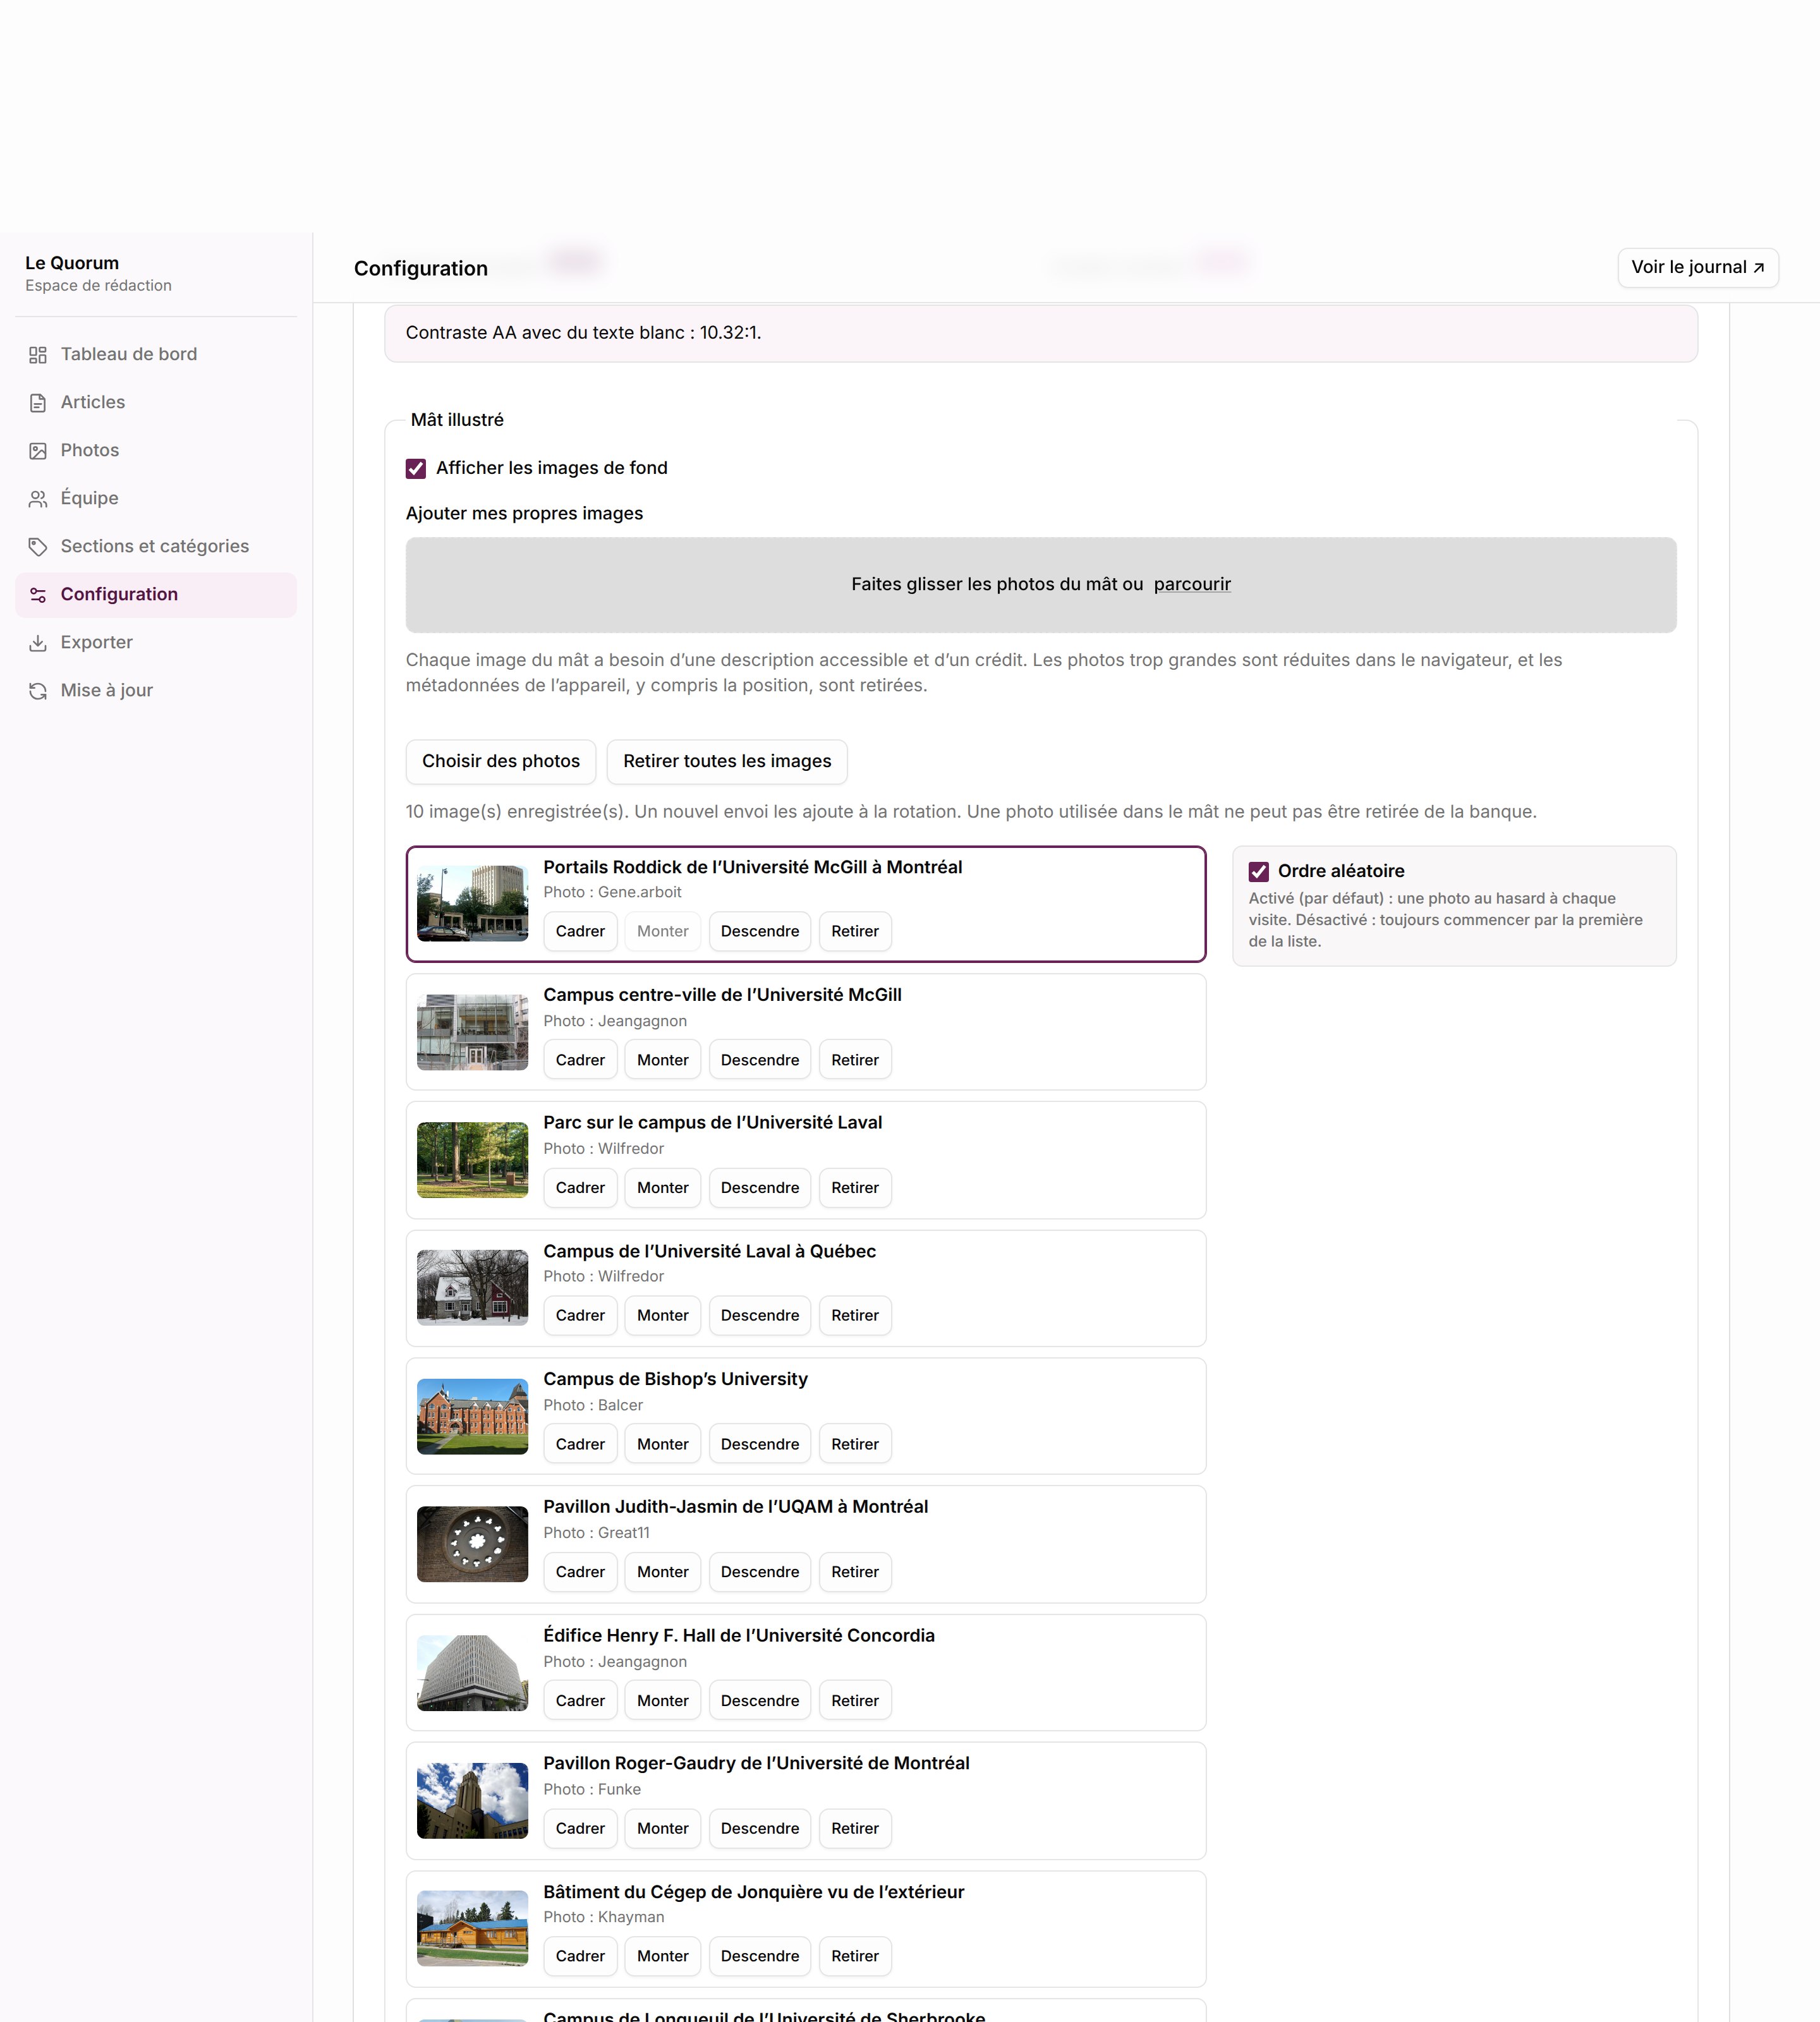 Le Quorum
Espace de rédaction
Tableau de bord
Articles
Photos
Équipe
Sections et catégories
Configuration
Exporter
Mise à jour
Configuration
Voir le journal ↗
Contraste AA avec du texte blanc : 10.32:1.
Mât illustré
Afficher les images de fond
Ajouter mes propres images
Faites glisser les photos du mât ou parcourir
Chaque image du mât a besoin d’une description accessible et d’un crédit. Les photos trop grandes sont réduites dans le navigateur, et les
métadonnées de l’appareil, y compris la position, sont retirées.
Choisir des photos Retirer toutes les images
10 image(s) enregistrée(s). Un nouvel envoi les ajoute à la rotation. Une photo utilisée dans le mât ne peut pas être retirée de la banque.
Portails Roddick de l’Université McGill à Montréal
Photo : Gene.arboit
Cadrer Monter Descendre Retirer
Ordre aléatoire
Activé (par défaut) : une photo au hasard à chaque
visite. Désactivé : toujours commencer par la première
de la liste.
Campus centre-ville de l’Université McGill
Photo : Jeangagnon
Cadrer Monter Descendre Retirer
Parc sur le campus de l’Université Laval
Photo : Wilfredor
Cadrer Monter Descendre Retirer
Campus de l’Université Laval à Québec
Photo : Wilfredor
Cadrer Monter Descendre Retirer
Campus de Bishop’s University
Photo : Balcer
Cadrer Monter Descendre Retirer
Pavillon Judith-Jasmin de l’UQAM à Montréal
Photo : Great11
Cadrer Monter Descendre Retirer
Édifice Henry F. Hall de l’Université Concordia
Photo : Jeangagnon
Cadrer Monter Descendre Retirer
Pavillon Roger-Gaudry de l’Université de Montréal
Photo : Funke
Cadrer Monter Descendre Retirer
Bâtiment du Cégep de Jonquière vu de l’extérieur
Photo : Khayman
Cadrer Monter Descendre Retirer
Campus de Longueuil de l’Université de Sherbrooke